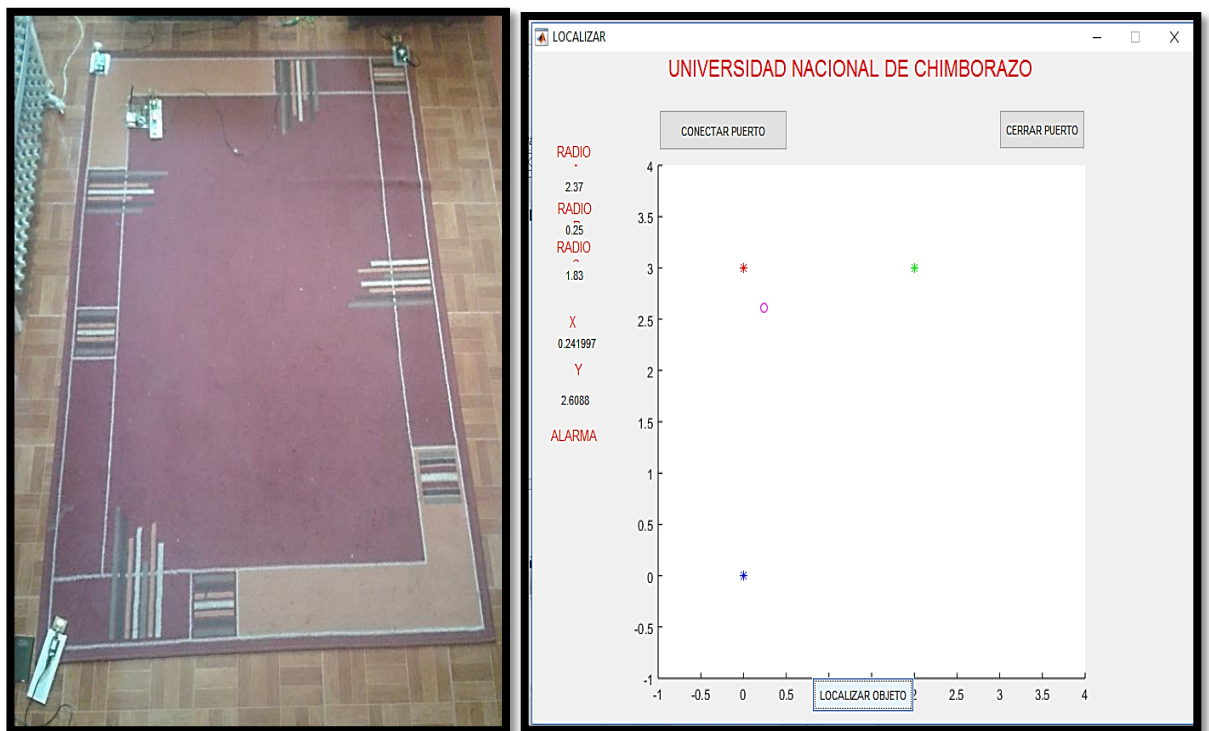 LOCALIZAR
UNIVERSIDAD NACIONAL DE CHIMBORAZO
CONECTAR PUERTO
CERRAR PUERTO
RADIO
2.37
RADIO
0.25
RADIO
1.83
X
0.241997
Y
2.6088
ALARMA
4
3.5
3
2.5
2
1.5
1
0.5
0
-0.5
-1
-1 -0.5 0 0.5 LOCALIZAR OBJETO 2 2.5 3 3.5 4